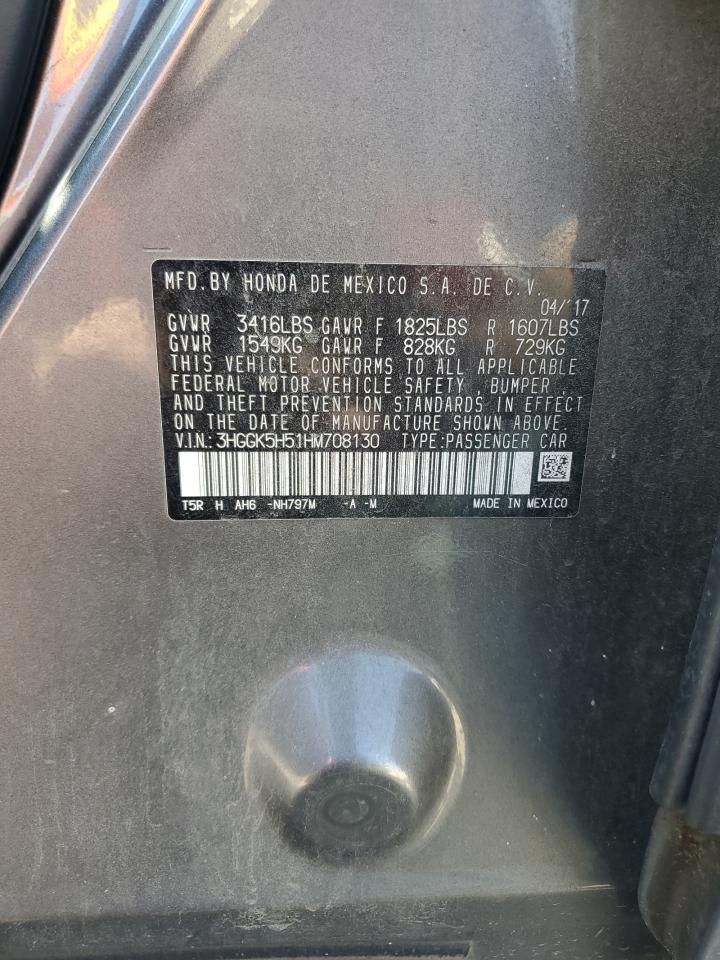 MFD. BY HONDA DE MEXICO S.A. DE C.V.
04/'17
GVWR 3416LBS GAWR F 1825LBS R 1607LBS
GVWR 1549KG GAWR F 828KG R 729KG
THIS VEHICLE CONFORMS TO ALL APPLICABLE
FEDERAL MOTOR VEHICLE SAFETY , BUMPER ,
AND THEFT PREVENTION STANDARDS IN EFFECT
ON THE DATE OF MANUFACTURE SHOWN ABOVE.
V.I.N.: 3HGGK5H51HM708130 TYPE:PASSENGER CAR
T5R H AH6 -NH797M -A -M MADE IN MEXICO